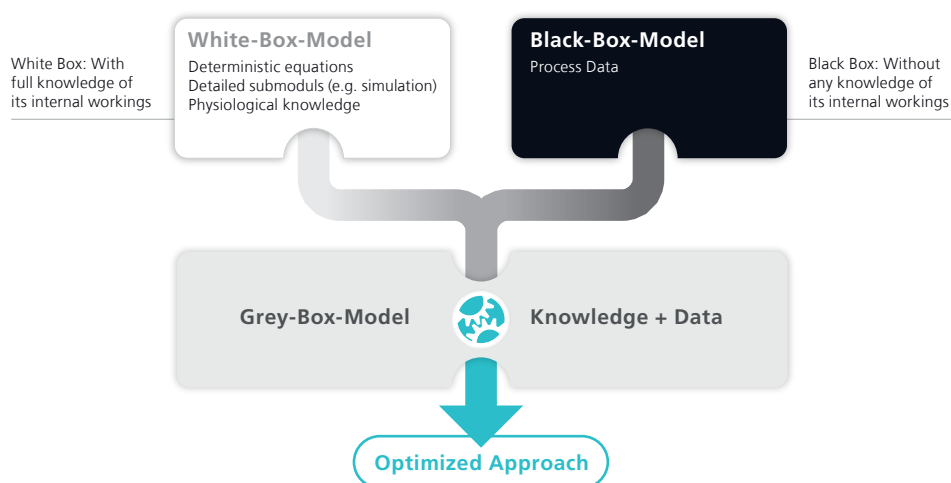 White-Box-Model
Deterministic equations
Detailed submoduls (e.g. simulation)
Physiological knowledge
Black-Box-Model
Process Data
White Box: With
full knowledge of
its internal workings
Black Box: Without
any knowledge of
its internal workings
Grey-Box-Model
Knowledge + Data
Optimized Approach